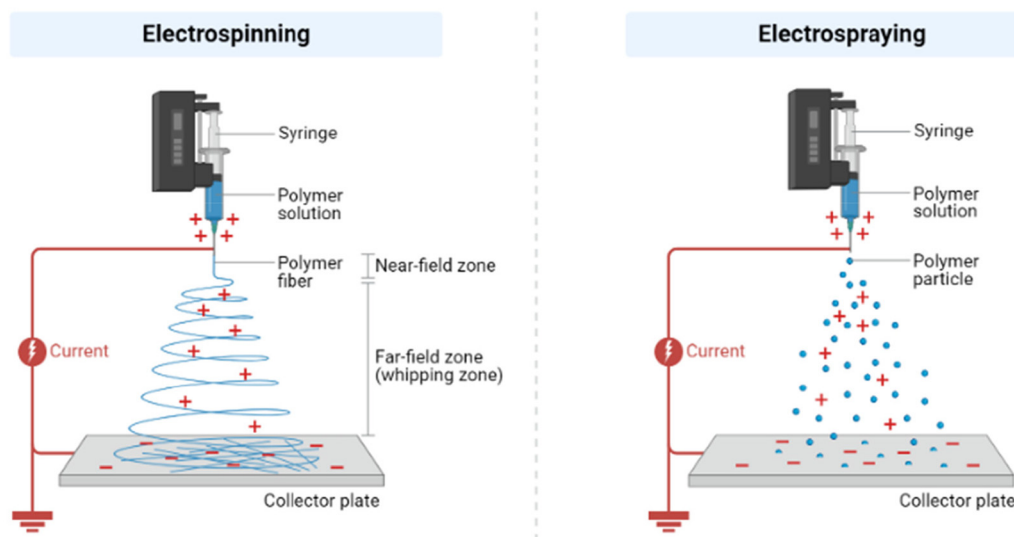 Electrospinning
Syringe
Polymer
solution
Polymer
fiber
Near-field zone
Current
Far-field zone
(whipping zone)
Collector plate
Electrospraying
Syringe
Polymer
solution
Polymer
particle
Current
Collector plate